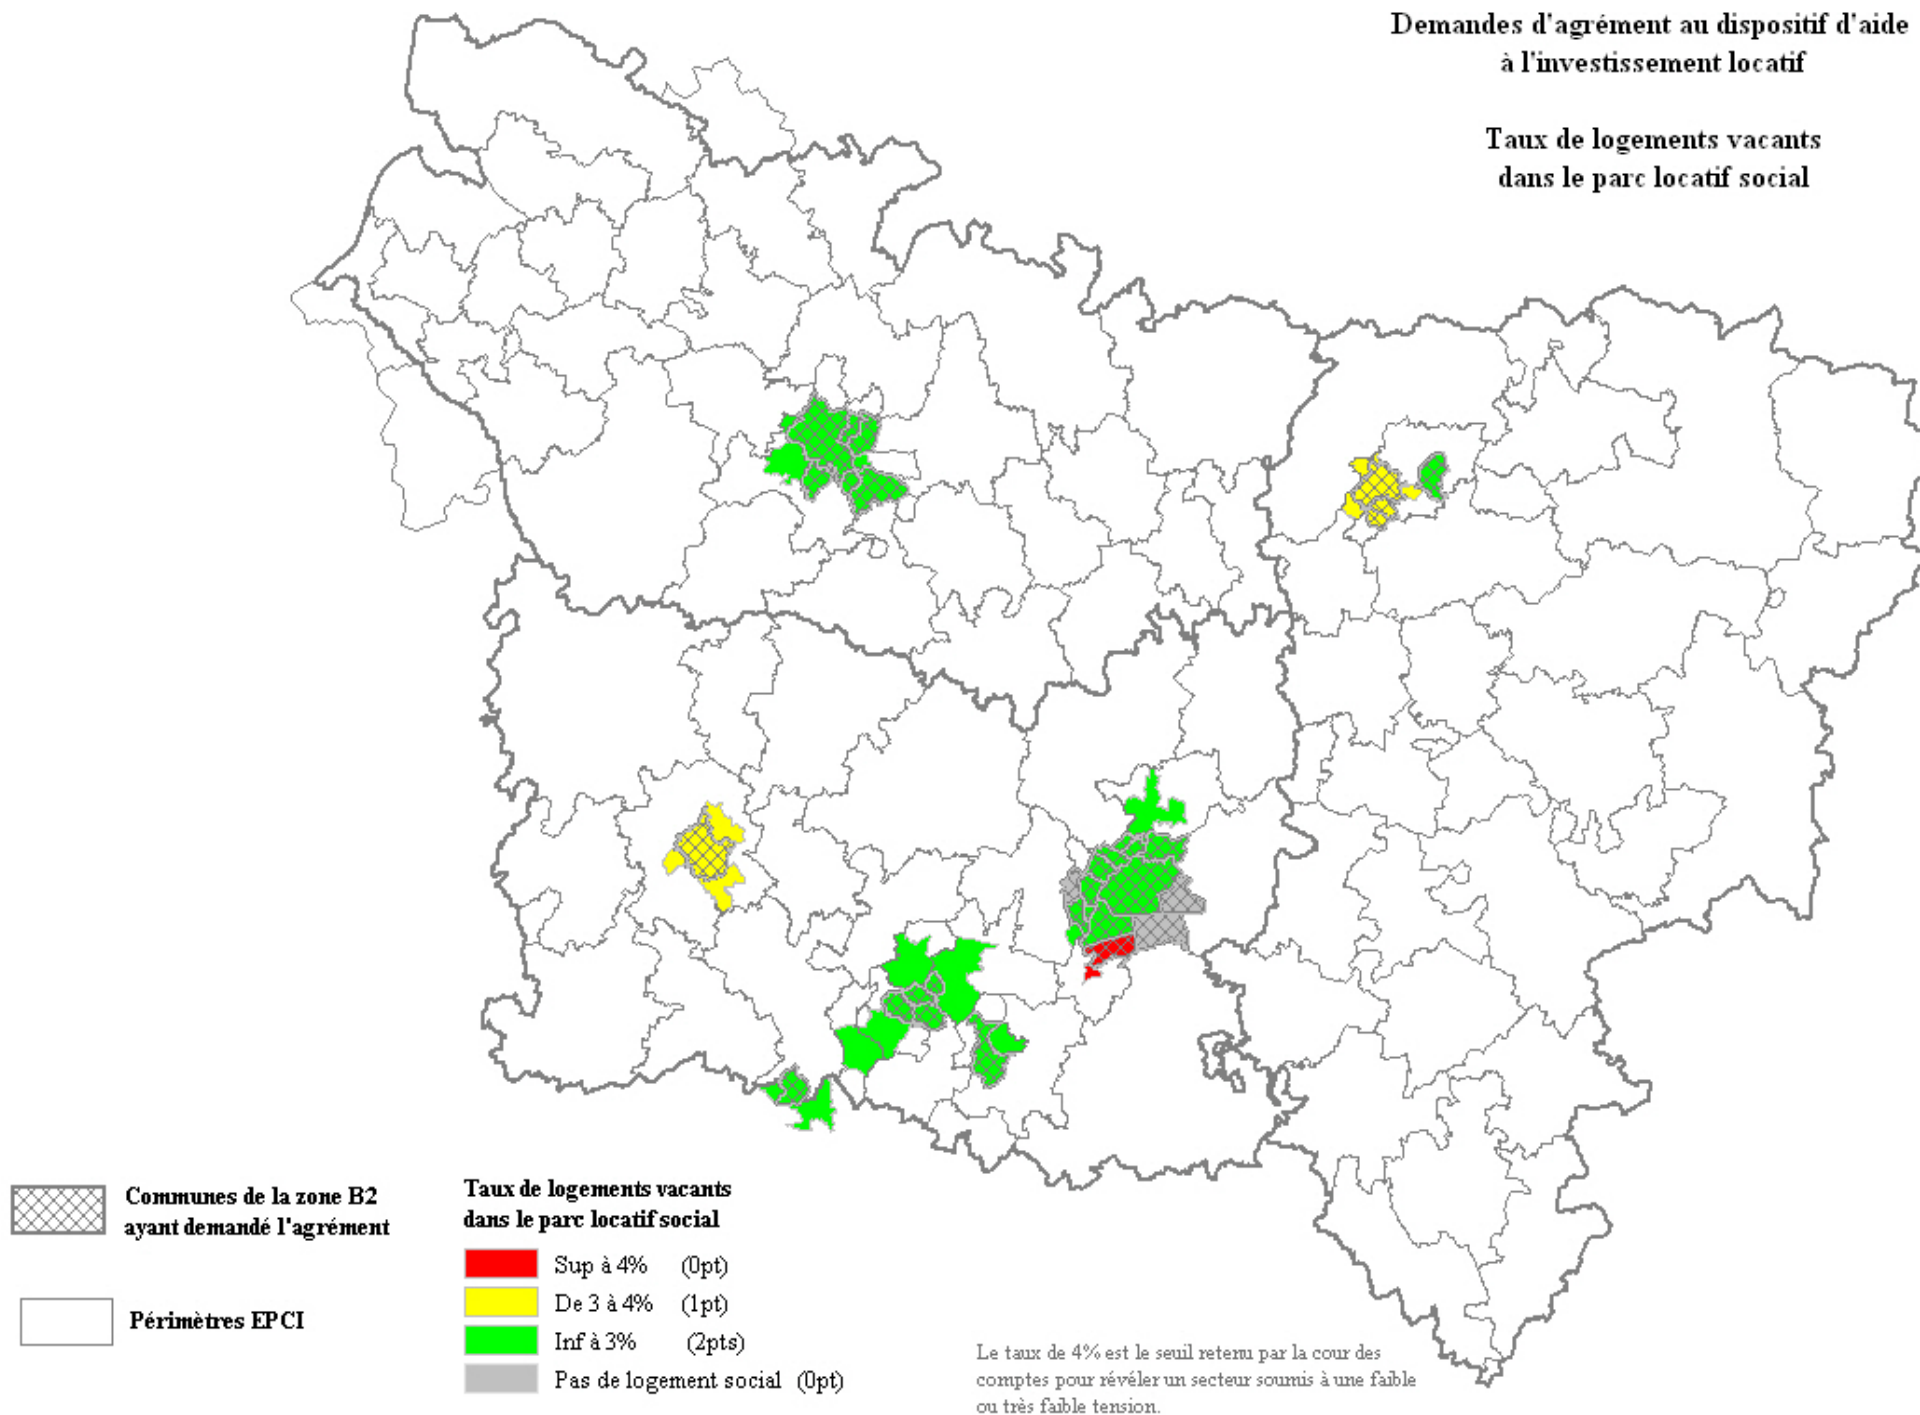 Demandes d'agrément au dispositif d'aide
à l'investissement locatif
Taux de logements vacants
dans le parc locatif social
Communes de la zone B2
ayant demandé l'agrément
Périmètres EPCI
Taux de logements vacants
dans le parc locatif social
Sup à 4% (0pt)
De 3 à 4% (1pt)
Inf à 3% (2pts)
Pas de logement social (0pt)
Le taux de 4% est le seuil retenu par la cour des
comptes pour révéler un secteur soumis à une faible
ou très faible tension.